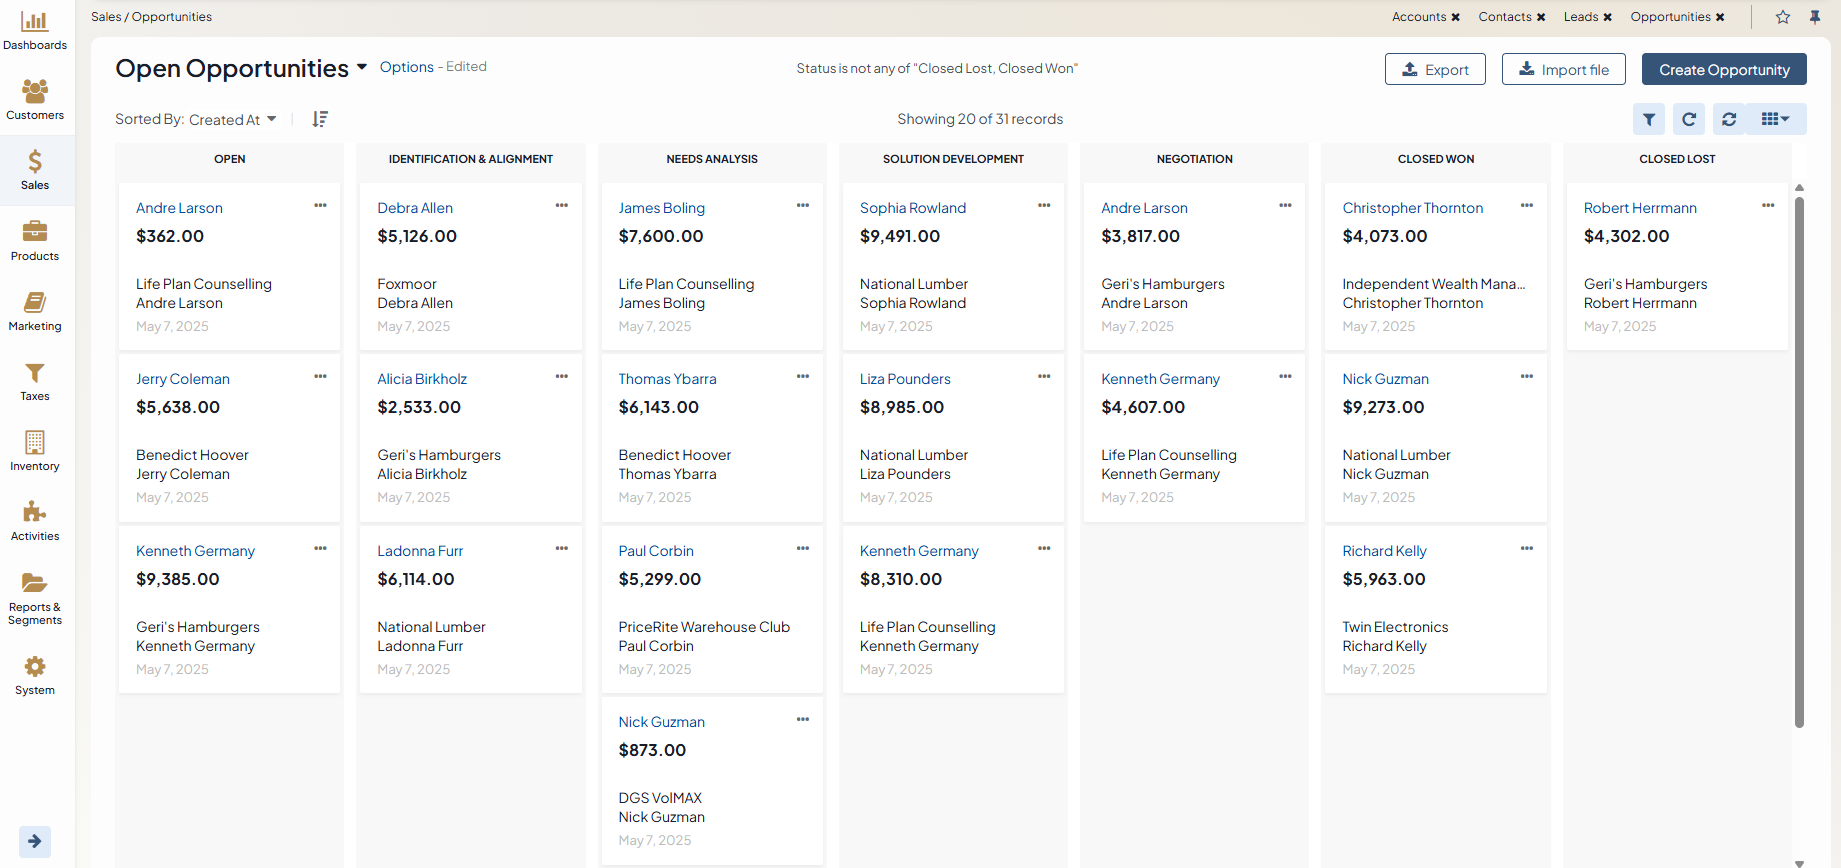 Sales / Opportunities
Accounts ✖ Contacts ✖ Leads ✖ Opportunities ✖
Dashboards
Customers
Sales
Products
Marketing
Taxes
Inventory
Activities
Reports &
Segments
System
Open Opportunities Options - Edited
Status is not any of "Closed Lost, Closed Won"
Export
Import file
Create Opportunity
Sorted By: Created At
Showing 20 of 31 records
OPEN
Andre Larson
$362.00
Life Plan Counselling
Andre Larson
May 7, 2025
Jerry Coleman
$5,638.00
Benedict Hoover
Jerry Coleman
May 7, 2025
Kenneth Germany
$9,385.00
Geri's Hamburgers
Kenneth Germany
May 7, 2025
IDENTIFICATION & ALIGNMENT
Debra Allen
$5,126.00
Foxmoor
Debra Allen
May 7, 2025
Alicia Birkholz
$2,533.00
Geri's Hamburgers
Alicia Birkholz
May 7, 2025
Ladonna Furr
$6,114.00
National Lumber
Ladonna Furr
May 7, 2025
NEEDS ANALYSIS
James Boling
$7,600.00
Life Plan Counselling
James Boling
May 7, 2025
Thomas Ybarra
$6,143.00
Benedict Hoover
Thomas Ybarra
May 7, 2025
Paul Corbin
$5,299.00
PriceRite Warehouse Club
Paul Corbin
May 7, 2025
Nick Guzman
$873.00
DGS VolMAX
Nick Guzman
May 7, 2025
SOLUTION DEVELOPMENT
Sophia Rowland
$9,491.00
National Lumber
Sophia Rowland
May 7, 2025
Liza Pounders
$8,985.00
National Lumber
Liza Pounders
May 7, 2025
Kenneth Germany
$8,310.00
Life Plan Counselling
Kenneth Germany
May 7, 2025
NEGOTIATION
Andre Larson
$3,817.00
Geri's Hamburgers
Andre Larson
May 7, 2025
Kenneth Germany
$4,607.00
Life Plan Counselling
Kenneth Germany
May 7, 2025
CLOSED WON
Christopher Thornton
$4,073.00
Independent Wealth Mana...
Christopher Thornton
May 7, 2025
Nick Guzman
$9,273.00
National Lumber
Nick Guzman
May 7, 2025
Richard Kelly
$5,963.00
Twin Electronics
Richard Kelly
May 7, 2025
CLOSED LOST
Robert Herrmann
$4,302.00
Geri's Hamburgers
Robert Herrmann
May 7, 2025